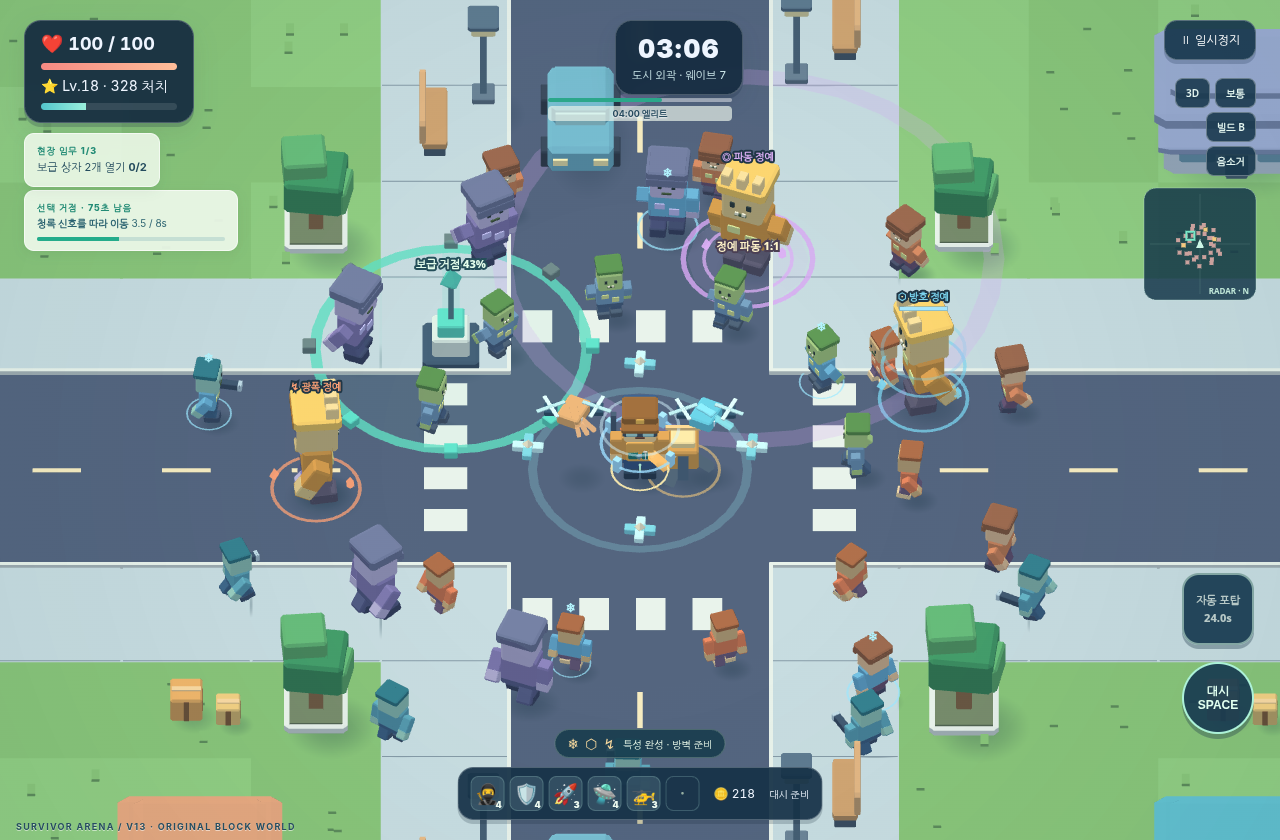 ❤️ 100 / 100
⭐ Lv.18 · 328 처치
현장 임무 1/3
보급 상자 2개 열기 0/2
선택 거점 · 75초 남음
청록 신호를 따라 이동 3.5 / 8s
03:06
도시 외곽 · 웨이브 7
04:00 엘리트
II 일시정지
3D 보통
빌드 B
음소거
RADAR · N
◎ 파동 정예
정예 파동 1:1
보급 거점 43%
⬡ 방호 정예
↯ 광폭 정예
자동 포탑
24.0s
대시
SPACE
❄ ⬡ ↯ 특성 완성 · 방벽 준비
4 4 3 4 3 · 218 대시 준비
SURVIVOR ARENA / V13 · ORIGINAL BLOCK WORLD